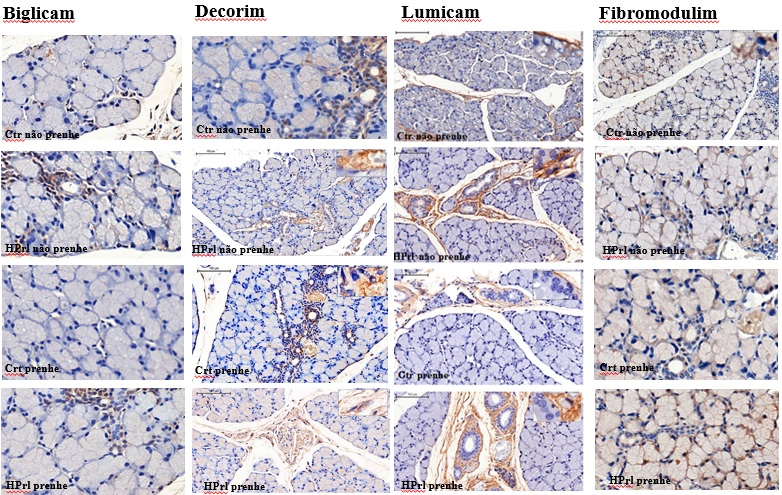 Biglicam
Decorim
Lumicam
Fibromodulim
Ctr não prenhe
Ctr não prenhe
Ctr não prenhe
Ctr não prenhe
HPrl não prenhe
HPrl não prenhe
HPrl não prenhe
HPrl não prenhe
Crt prenhe
Crt prenhe
Ctr prenhe
Crt prenhe
HPrl prenhe
HPrl prenhe
HPrl prenhe
HPrl prenhe